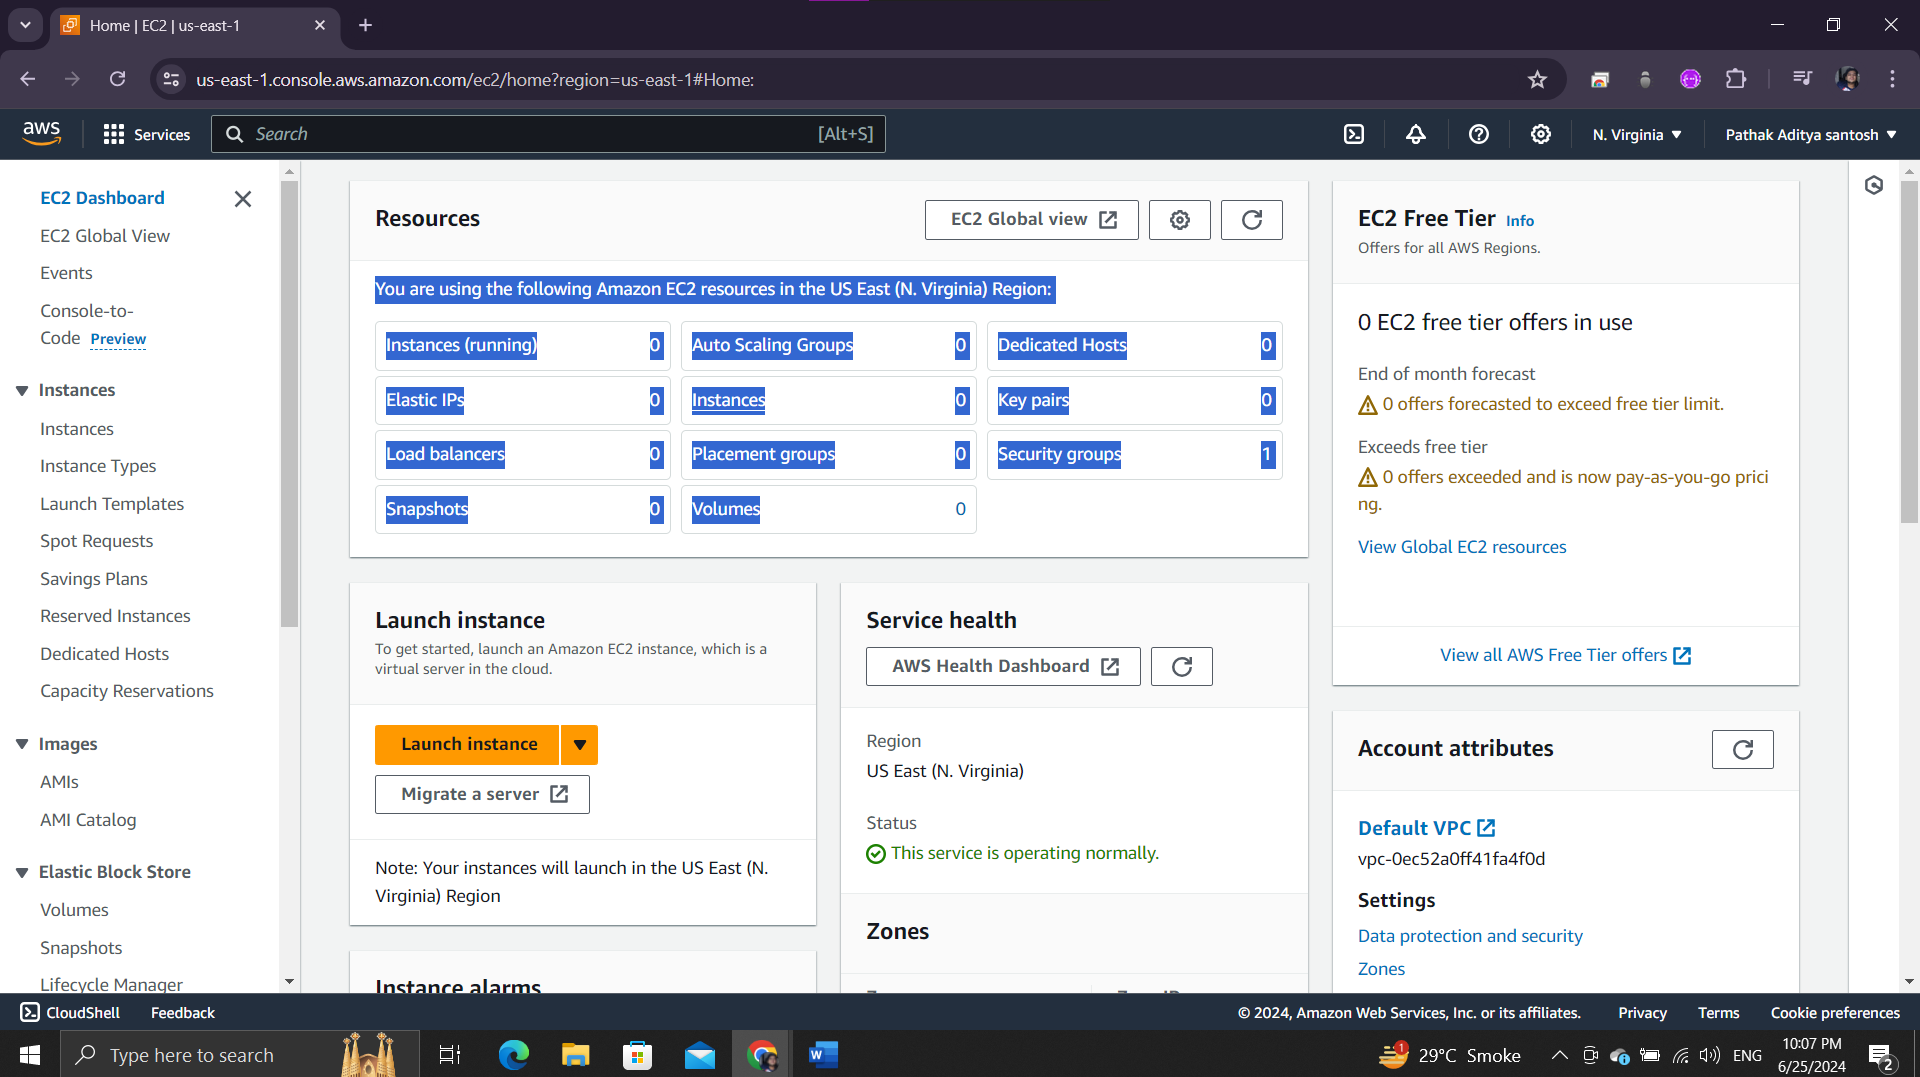 Home | EC2 | us-east-1
us-east-1.console.aws.amazon.com/ec2/home?region=us-east-1#Home:
aws
Services
Search
[Alt+S]
N. Virginia
Pathak Aditya santosh
EC2 Dashboard
EC2 Global View
Events
Console-to-
Code Preview
Instances
Instances
Instance Types
Launch Templates
Spot Requests
Savings Plans
Reserved Instances
Dedicated Hosts
Capacity Reservations
Images
AMIs
AMI Catalog
Elastic Block Store
Volumes
Snapshots
Lifecycle Manager
Resources
EC2 Global view
You are using the following Amazon EC2 resources in the US East (N. Virginia) Region:
Instances (running) 0
Auto Scaling Groups 0
Dedicated Hosts 0
Elastic IPs 0
Instances 0
Key pairs 0
Load balancers 0
Placement groups 0
Security groups 1
Snapshots 0
Volumes 0
Launch instance
To get started, launch an Amazon EC2 instance, which is a
virtual server in the cloud.
Launch instance
Migrate a server
Note: Your instances will launch in the US East (N.
Virginia) Region
Instance alarms
Service health
AWS Health Dashboard
Region
US East (N. Virginia)
Status
This service is operating normally.
Zones
EC2 Free Tier Info
Offers for all AWS Regions.
0 EC2 free tier offers in use
End of month forecast
0 offers forecasted to exceed free tier limit.
Exceeds free tier
0 offers exceeded and is now pay-as-you-go prici
ng.
View Global EC2 resources
View all AWS Free Tier offers
Account attributes
Default VPC
vpc-0ec52a0ff41fa4f0d
Settings
Data protection and security
Zones
CloudShell
Feedback
© 2024, Amazon Web Services, Inc. or its affiliates.
Privacy
Terms
Cookie preferences
Type here to search
1
29°C Smoke
ENG
10:07 PM
6/25/2024
2